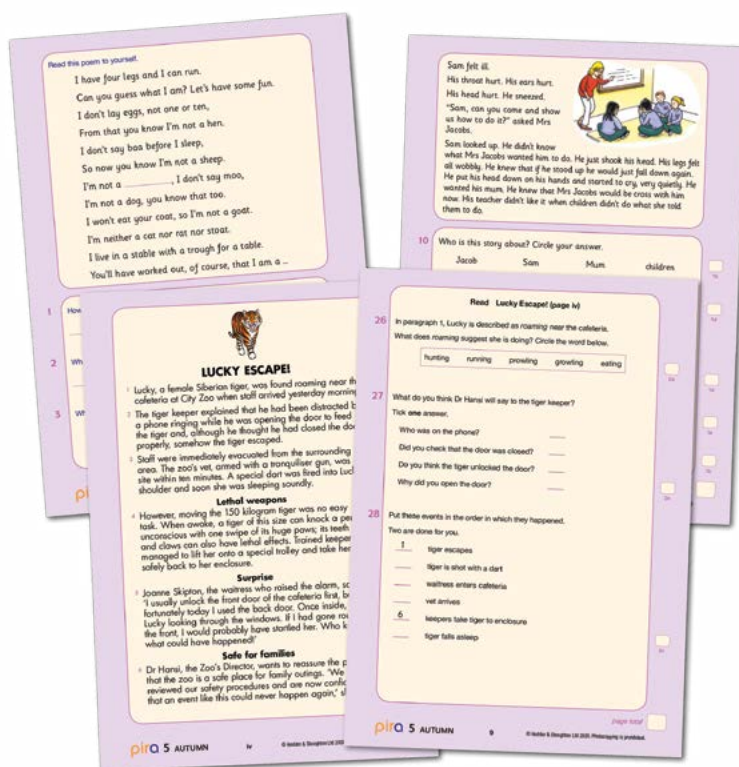 Read this poem to yourself.
I have four legs and I can run.
Can you guess what I am? Let's have some fun.
I don't lay eggs, not one or ten,
From that you know I'm not a hen.
I don't say baa before I sleep,
So now you know I'm not a sheep.
I'm not a ________, I don't say moo,
I'm not a dog, you know that too.
I won't eat your coat, so I'm not a goat.
I'm neither a cat nor rat nor stoat.
I live in a stable with a trough for a table.
You'll have worked out, of course, that I am a ...
1
2
3
Sam felt ill.
His throat hurt. His ears hurt.
His head hurt. He sneezed.
"Sam, can you come and show
us how to do it?" asked Mrs
Jacobs.
Sam looked up. He didn't know
what Mrs Jacobs wanted him to do. He just shook his head. His legs felt
all wobbly. He knew that if he stood up he would just fall down again.
He put his head down on his hands and started to cry, very quietly. He
wanted his mum. He knew that Mrs Jacobs would be cross with him
now. His teacher didn't like it when children didn't do what she told
them to do.
10 Who is this story about? Circle your answer.
Jacob Sam Mum children
LUCKY ESCAPE!
1 Lucky, a female Siberian tiger, was found roaming near
cafeteria at City Zoo when staff arrived yesterday morning
2 The tiger keeper explained that he had been distracted
a phone ringing while he was opening the door to feed
the tiger and, although he thought he had closed the
properly, somehow the tiger escaped.
3 Staff were immediately evacuated from the surrounding
area. The zoo's vet, armed with a tranquiliser gun, was
site within ten minutes. A special dart was fired into
shoulder and soon she was sleeping soundly.
Lethal weapons
4 However, moving the 150 kilogram tiger was no easy
task. When awake, a tiger of this size can knock a
unconscious with one swipe of its huge paws; its teeth
and claws can also have lethal effects. Trained
managed to lift her onto a special trolley and take her
safely back to her enclosure.
Surprise
5 Joanne Skipton, the waitress who raised the alarm,
'I usually unlock the front door of the cafeteria first,
fortunately today I used the back door. Once inside,
Lucky looking through the windows. If I had gone
the front, I would probably have startled her. Who
what could have happened!'
Safe for families
6 Dr Hansi, the Zoo's Director, wants to reassure the
that the zoo is a safe place for family outings. 'We
reviewed our safety procedures and are now
that an event like this could never happen again,'
pira 5 AUTUMN iv
Read Lucky Escape! (page iv)
26 In paragraph 1, Lucky is described as roaming near the cafeteria.
What does roaming suggest she is doing? Circle the word below.
hunting running prowling growling eating
27 What do you think Dr Hansi will say to the tiger keeper?
Tick one answer.
Who was on the phone? ____
Did you check that the door was closed? ____
Do you think the tiger unlocked the door? ____
Why did you open the door? ____
28 Put these events in the order in which they happened.
Two are done for you.
1 tiger escapes
____ tiger is shot with a dart
____ waitress enters cafeteria
____ vet arrives
6 keepers take tiger to enclosure
____ tiger falls asleep
page total
pira 5 AUTUMN 9 © Hodder & Stoughton Ltd 2010. Photocopying is prohibited.